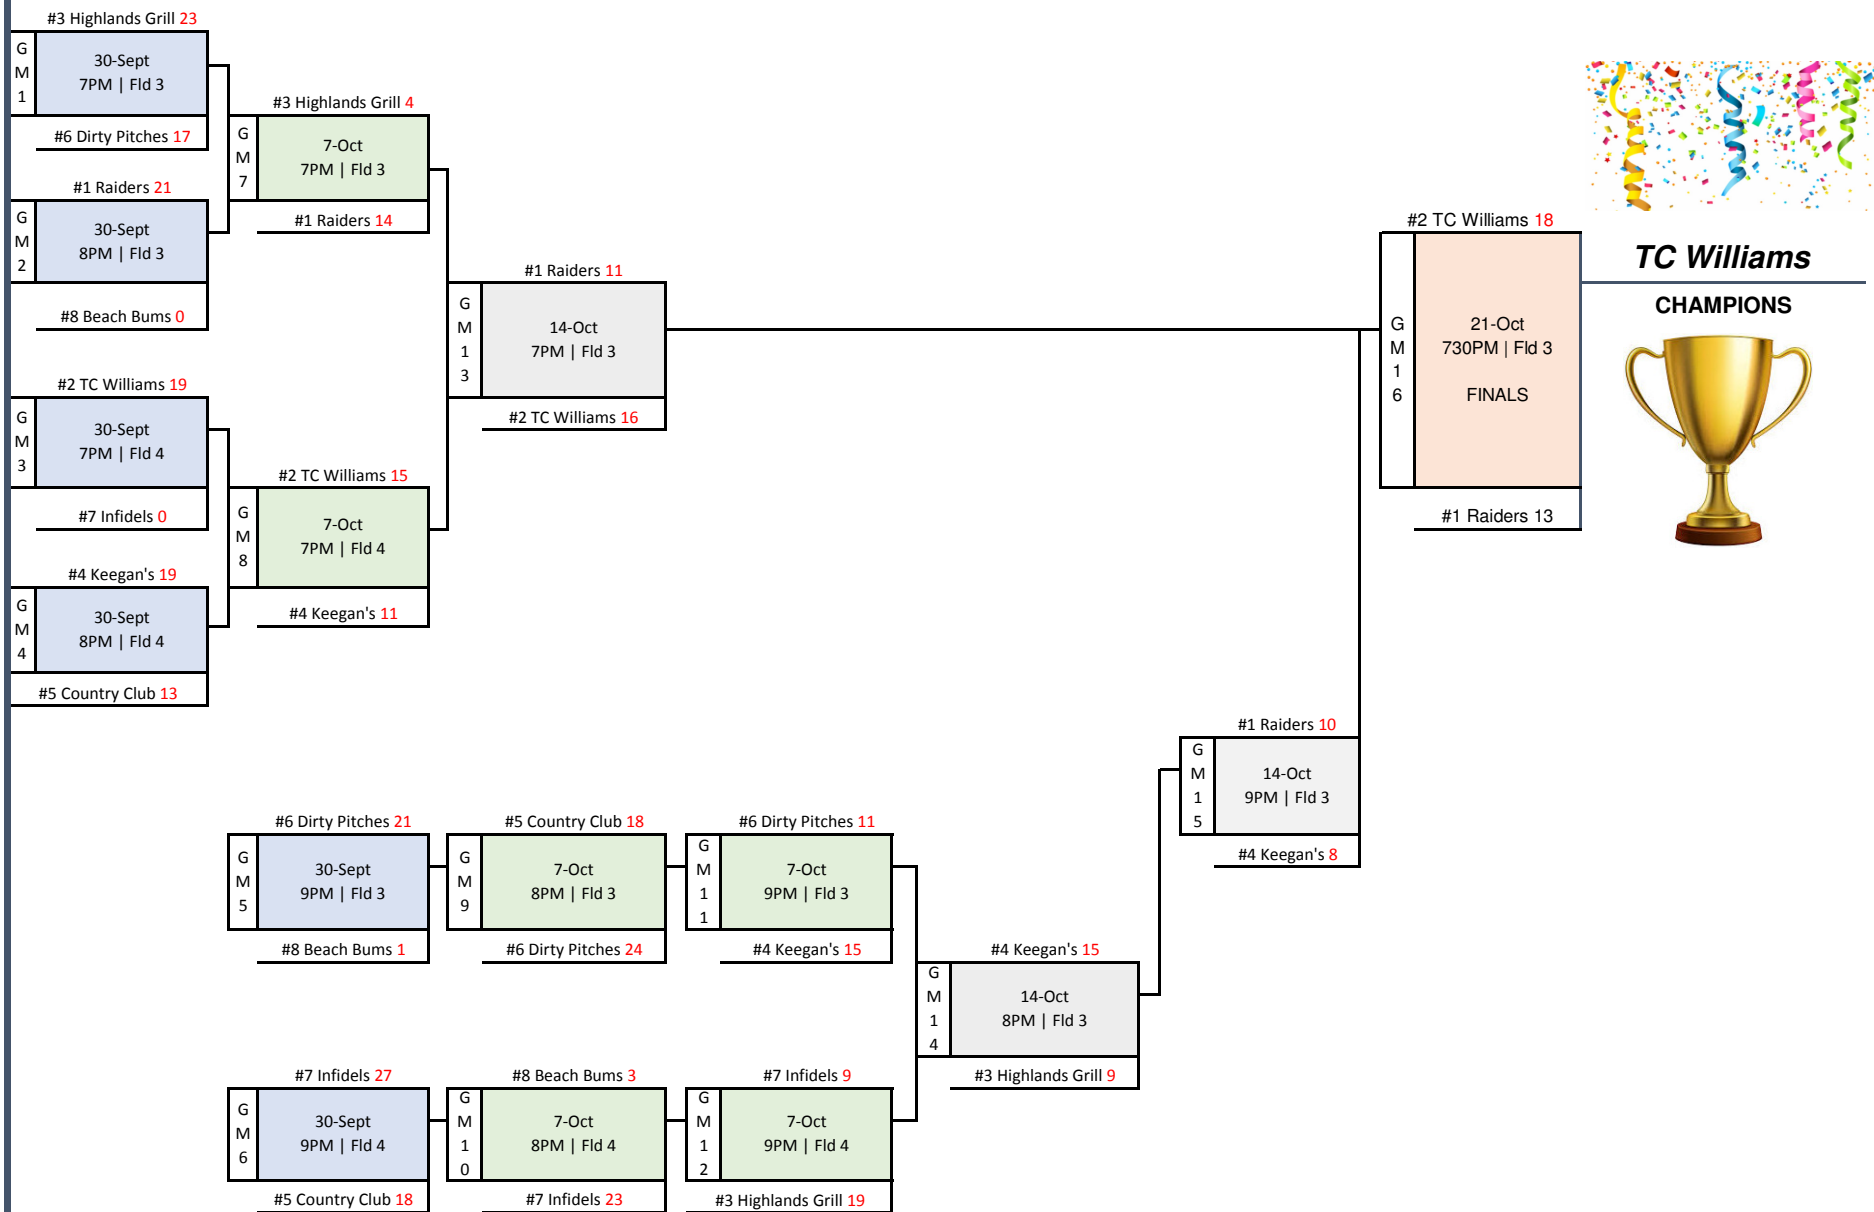 #3 Highlands Grill 23
GM1
30-Sept
7PM | Fld 3
#6 Dirty Pitches 17
#1 Raiders 21
GM2
30-Sept
8PM | Fld 3
#8 Beach Bums 0
#2 TC Williams 19
GM3
30-Sept
7PM | Fld 4
#7 Infidels 0
#4 Keegan's 19
GM4
30-Sept
8PM | Fld 4
#5 Country Club 13
#3 Highlands Grill 4
GM7
7-Oct
7PM | Fld 3
#1 Raiders 14
#2 TC Williams 15
GM8
7-Oct
7PM | Fld 4
#4 Keegan's 11
#1 Raiders 11
GM13
14-Oct
7PM | Fld 3
#2 TC Williams 16
#2 TC Williams 18
GM16
21-Oct
730PM | Fld 3
FINALS
#1 Raiders 13
TC Williams
CHAMPIONS
#6 Dirty Pitches 21
GM5
30-Sept
9PM | Fld 3
#8 Beach Bums 1
#5 Country Club 18
GM9
7-Oct
8PM | Fld 3
#6 Dirty Pitches 24
#6 Dirty Pitches 11
GM11
7-Oct
9PM | Fld 3
#4 Keegan's 15
#7 Infidels 27
GM6
30-Sept
9PM | Fld 4
#5 Country Club 18
#8 Beach Bums 3
GM10
7-Oct
8PM | Fld 4
#7 Infidels 23
#7 Infidels 9
GM12
7-Oct
9PM | Fld 4
#3 Highlands Grill 19
#4 Keegan's 15
GM14
14-Oct
8PM | Fld 3
#3 Highlands Grill 9
#1 Raiders 10
GM15
14-Oct
9PM | Fld 3
#4 Keegan's 8